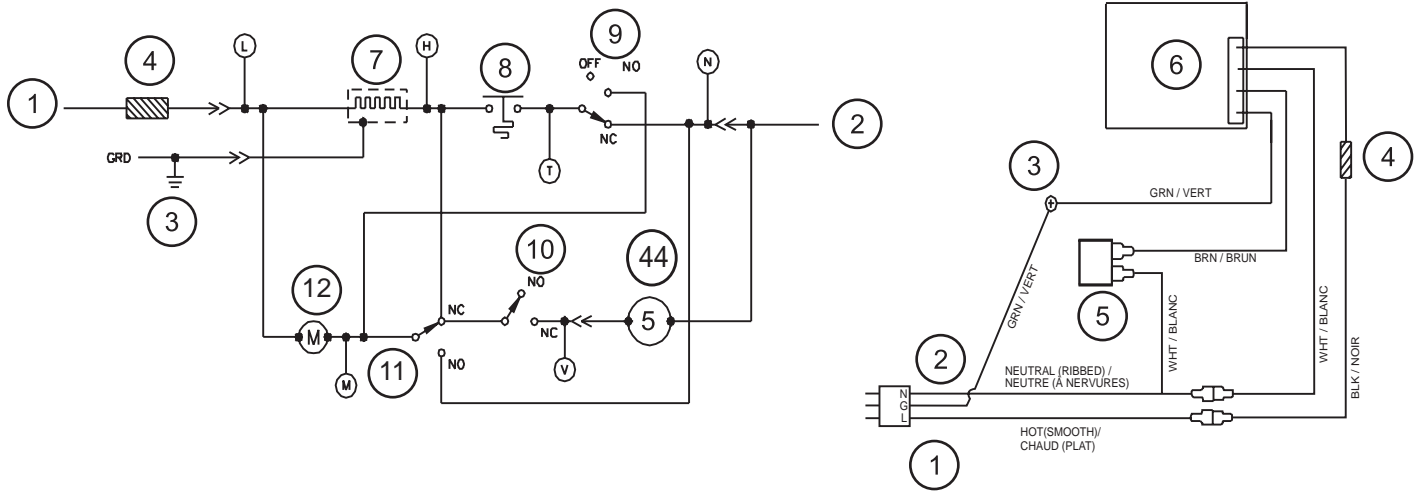 4
L
7
H
8
9
OFF NO
N
1
NC
2
GRD
3
T
12
10
NO
44
NC
M
5
NC
11
NO
M
V
6
4
3
GRN / VERT
BRN / BRUN
GRN / VERT
5
WHT / BLANC
WHT / BLANC
BLK / NOIR
2
NEUTRAL (RIBBED) /
NEUTRE (Á NERVURES)
N
G
L
HOT(SMOOTH)/
CHAUD (PLAT)
1